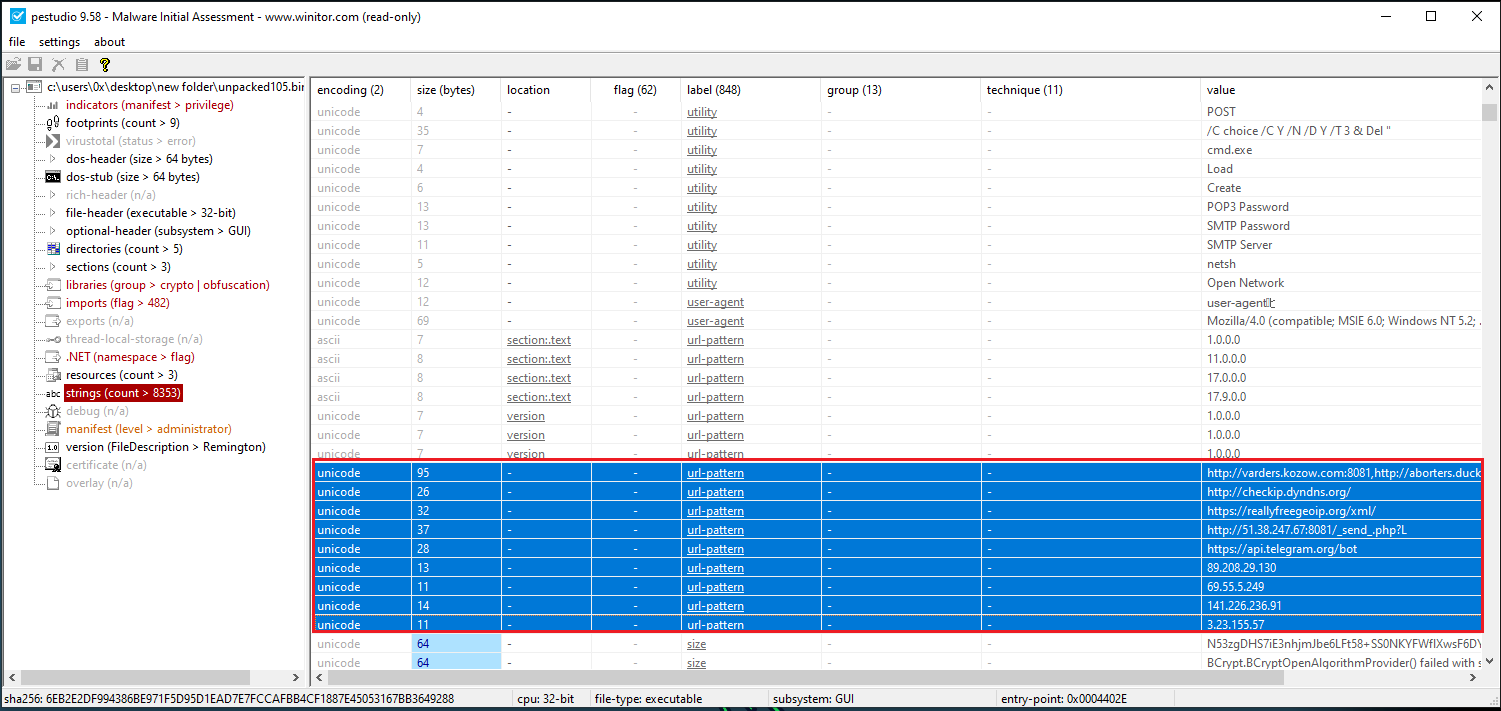 pestudio 9.58 - Malware Initial Assessment - www.winitor.com (read-only)
file settings about
c:\users\0x\desktop\new folder\unpacked105.bin
indicators (manifest > privilege)
footprints (count > 9)
virustotal (status > error)
dos-header (size > 64 bytes)
dos-stub (size > 64 bytes)
rich-header (n/a)
file-header (executable > 32-bit)
optional-header (subsystem > GUI)
directories (count > 5)
sections (count > 3)
libraries (group > crypto | obfuscation)
imports (flag > 482)
exports (n/a)
thread-local-storage (n/a)
.NET (namespace > flag)
resources (count > 3)
abc strings (count > 8353)
debug (n/a)
manifest (level > administrator)
1.0 version (FileDescription > Remington)
certificate (n/a)
overlay (n/a)
encoding (2) size (bytes) location flag (62) label (848) group (13) technique (11) value
unicode 4 - - utility - - POST
unicode 35 - - utility - - /C choice /C Y /N /D Y /T 3 & Del "
unicode 7 - - utility - - cmd.exe
unicode 4 - - utility - - Load
unicode 6 - - utility - - Create
unicode 13 - - utility - - POP3 Password
unicode 13 - - utility - - SMTP Password
unicode 11 - - utility - - SMTP Server
unicode 5 - - utility - - netsh
unicode 12 - - utility - - Open Network
unicode 12 - - user-agent - - user-agent
unicode 69 - - user-agent - - Mozilla/4.0 (compatible; MSIE 6.0; Windows NT 5.2; .
ascii 7 section:.text - url-pattern - - 1.0.0.0
ascii 8 section:.text - url-pattern - - 11.0.0.0
ascii 8 section:.text - url-pattern - - 17.0.0.0
ascii 8 section:.text - url-pattern - - 17.9.0.0
unicode 7 version - url-pattern - - 1.0.0.0
unicode 7 version - url-pattern - - 1.0.0.0
unicode 7 version - url-pattern - - 1.0.0.0
unicode 95 - - url-pattern - - http://varders.kozow.com:8081,http://aborters.duck
unicode 26 - - url-pattern - - http://checkip.dyndns.org/
unicode 32 - - url-pattern - - https://reallyfreegeoip.org/xml/
unicode 37 - - url-pattern - - http://51.38.247.67:8081/_send_.php?L
unicode 28 - - url-pattern - - https://api.telegram.org/bot
unicode 13 - - url-pattern - - 89.208.29.130
unicode 11 - - url-pattern - - 69.55.5.249
unicode 14 - - url-pattern - - 141.226.236.91
unicode 11 - - url-pattern - - 3.23.155.57
unicode 64 - - size - - N53zgDHS7iE3nhjmJbe6LFt58+SS0NKYFWfIXwsF6DY
unicode 64 - - size - - BCrypt.BCryptOpenAlgorithmProvider() failed with s
sha256: 6EB2E2DF994386BE971F5D95D1EAD7E7FCCAFBB4CF1887E45053167BB3649288 cpu: 32-bit file-type: executable subsystem: GUI entry-point: 0x0004402E